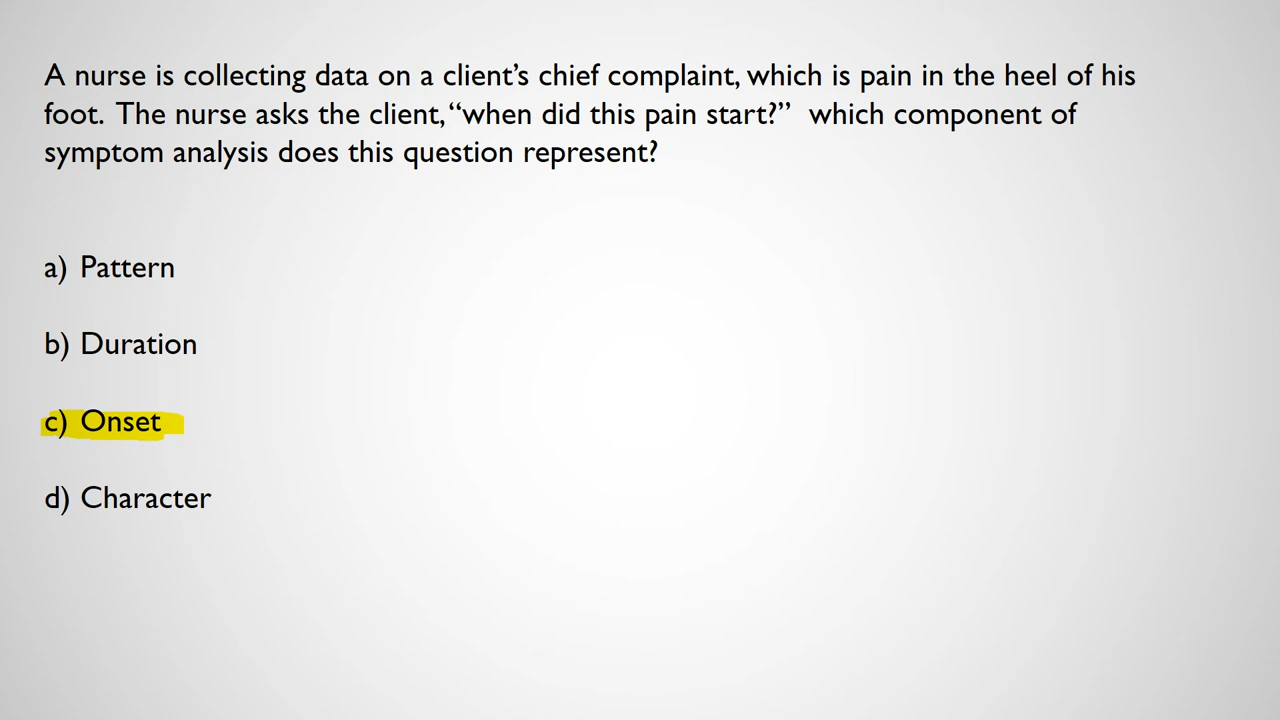 A nurse is collecting data on a client’s chief complaint, which is pain in the heel of his
foot. The nurse asks the client, “when did this pain start?” which component of
symptom analysis does this question represent?
a) Pattern
b) Duration
c) Onset
d) Character